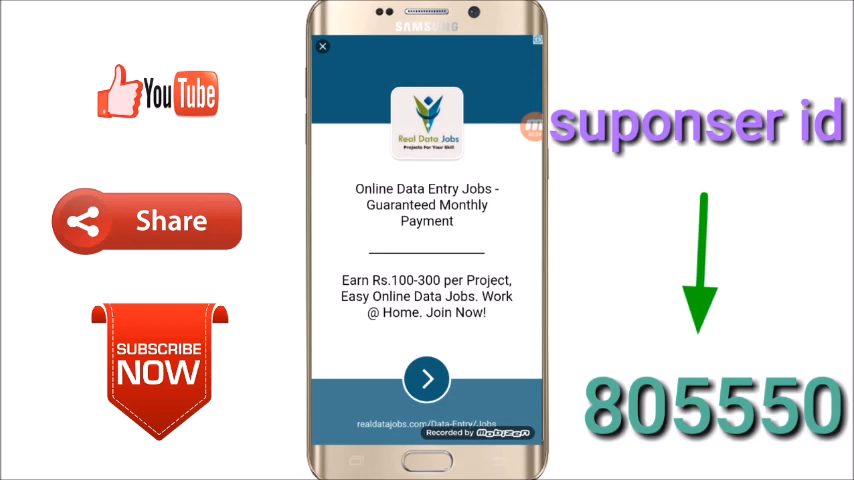 YouTube
Share
SUBSCRIBE
NOW
SAMSUNG
Real Data Jobs
Projects For Your Skill
Online Data Entry Jobs -
Guaranteed Monthly
Payment
Earn Rs.100-300 per Project,
Easy Online Data Jobs. Work
@ Home. Join Now!
realdatajobs.com/Data-Entry/Jobs
Recorded by Mobizen
suponser id
805550